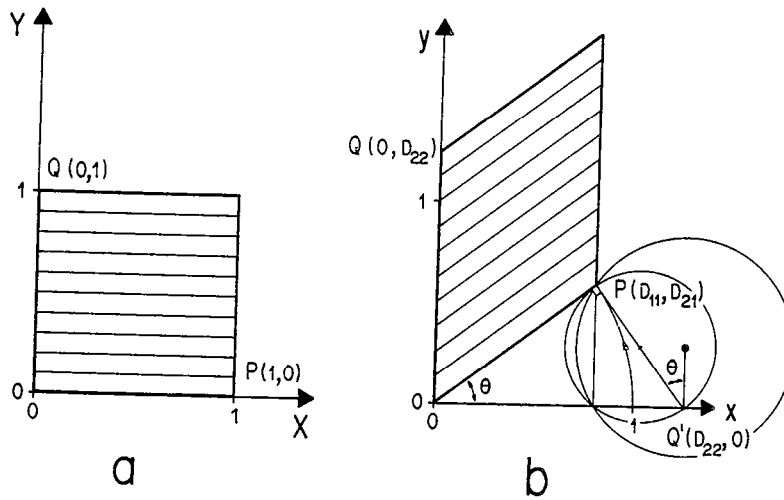 Y
Q(0,1)
1
P(1,0)
0
0
1
X
a
y
Q(0,D₂₂)
1
P(D₁₁,D₂₁)
θ
θ
0
0
1
x
Q'(D₂₂,0)
b